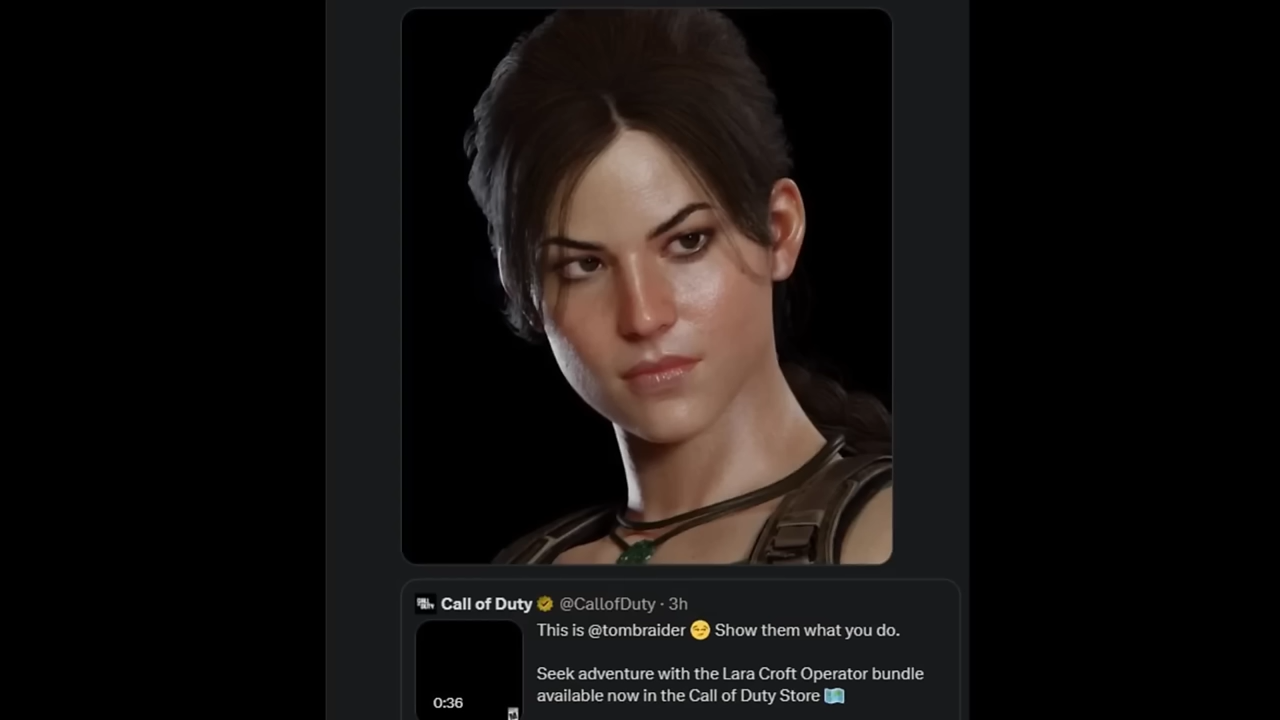 Call of Duty @CallofDuty · 3h
This is @tombraider 😏 Show them what you do.
Seek adventure with the Lara Croft Operator bundle
available now in the Call of Duty Store 🗺️
0:36